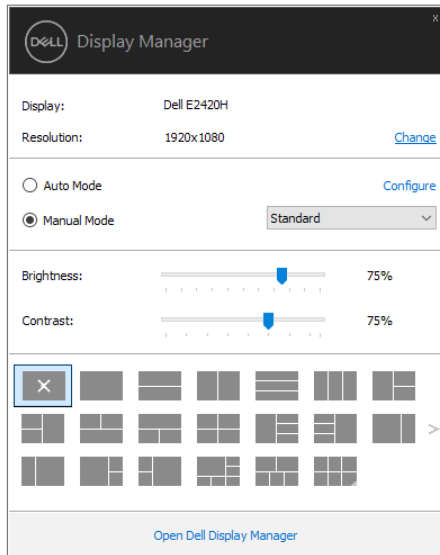 x
DELL Display Manager
Display: Dell E2420H
Resolution: 1920x1080 Change
Auto Mode Configure
Manual Mode Standard
Brightness: 75%
Contrast: 75%
Open Dell Display Manager